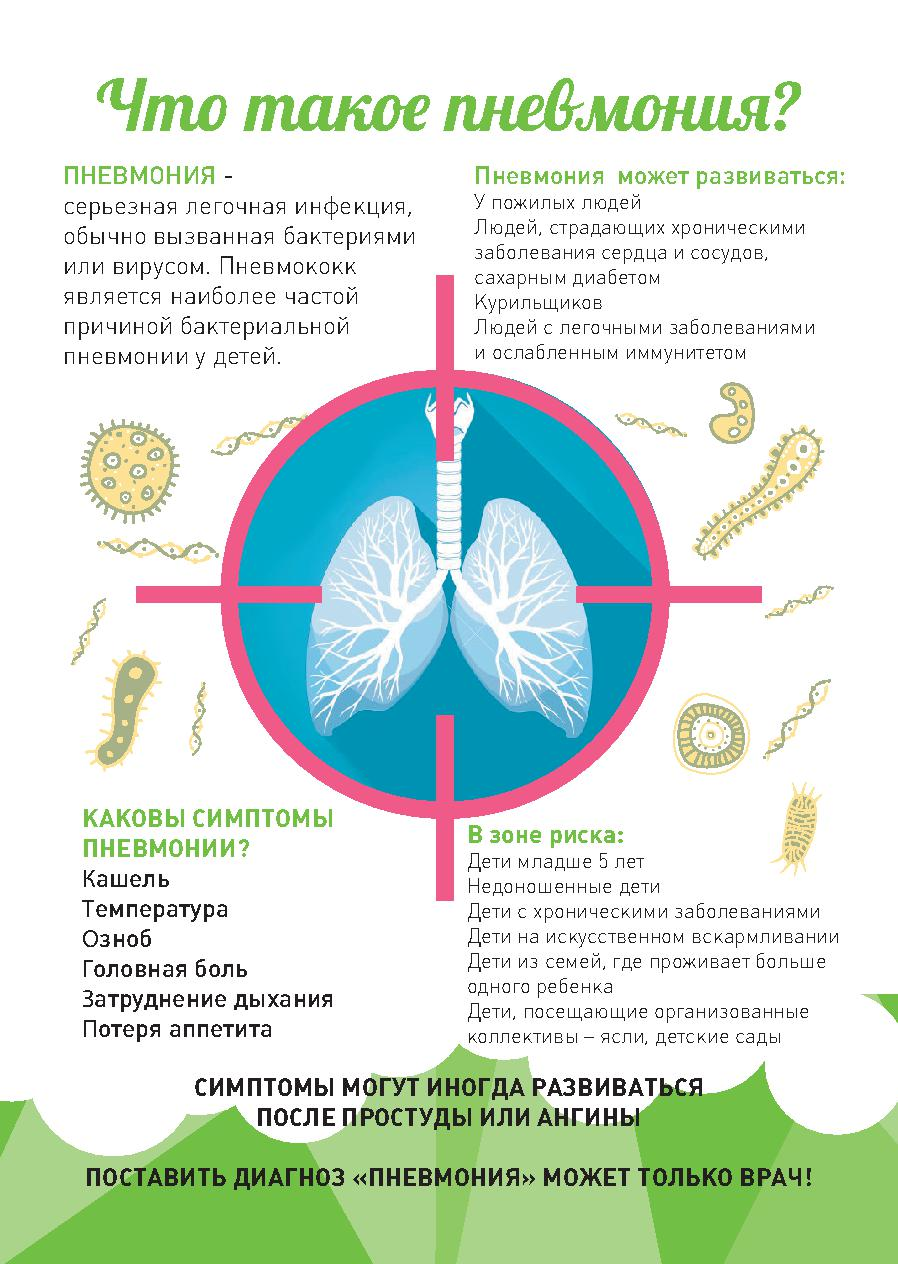 Что такое пневмония?
ПНЕВМОНИЯ -
серьезная легочная инфекция,
обычно вызванная бактериями
или вирусом. Пневмококк
является наиболее частой
причиной бактериальной
пневмонии у детей.
Пневмония может развиваться:
У пожилых людей
Людей, страдающих хроническими
заболевания сердца и сосудов,
сахарным диабетом
Курильщиков
Людей с легочными заболеваниями
и ослабленным иммунитетом
КАКОВЫ СИМПТОМЫ
ПНЕВМОНИИ?
Кашель
Температура
Озноб
Головная боль
Затруднение дыхания
Потеря аппетита
В зоне риска:
Дети младше 5 лет
Недоношенные дети
Дети с хроническими заболеваниями
Дети на искусственном вскармливании
Дети из семей, где проживает больше
одного ребенка
Дети, посещающие организованные
коллективы – ясли, детские сады
СИМПТОМЫ МОГУТ ИНОГДА РАЗВИВАТЬСЯ
ПОСЛЕ ПРОСТУДЫ ИЛИ АНГИНЫ
ПОСТАВИТЬ ДИАГНОЗ «ПНЕВМОНИЯ» МОЖЕТ ТОЛЬКО ВРАЧ!